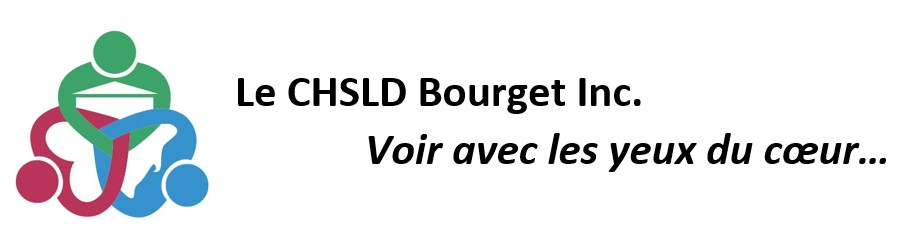 Le CHSLD Bourget Inc.
Voir avec les yeux du cœur...